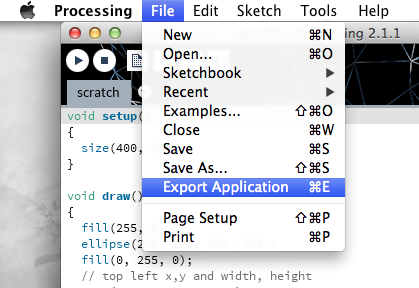 Processing File Edit Sketch Tools Help
New ⌘N
Open... ⌘O
Sketchbook ▶
Recent ▶
Examples... ⇧⌘O
Close ⌘W
Save ⌘S
Save As... ⇧⌘S
Export Application ⌘E
Page Setup ⇧⌘P
Print ⌘P
2.1.1
scratch
void setup(
{
size(400,
}
void draw()
{
fill(255,
ellipse(2
fill(0, 255, 0);
// top left x,y and width, height